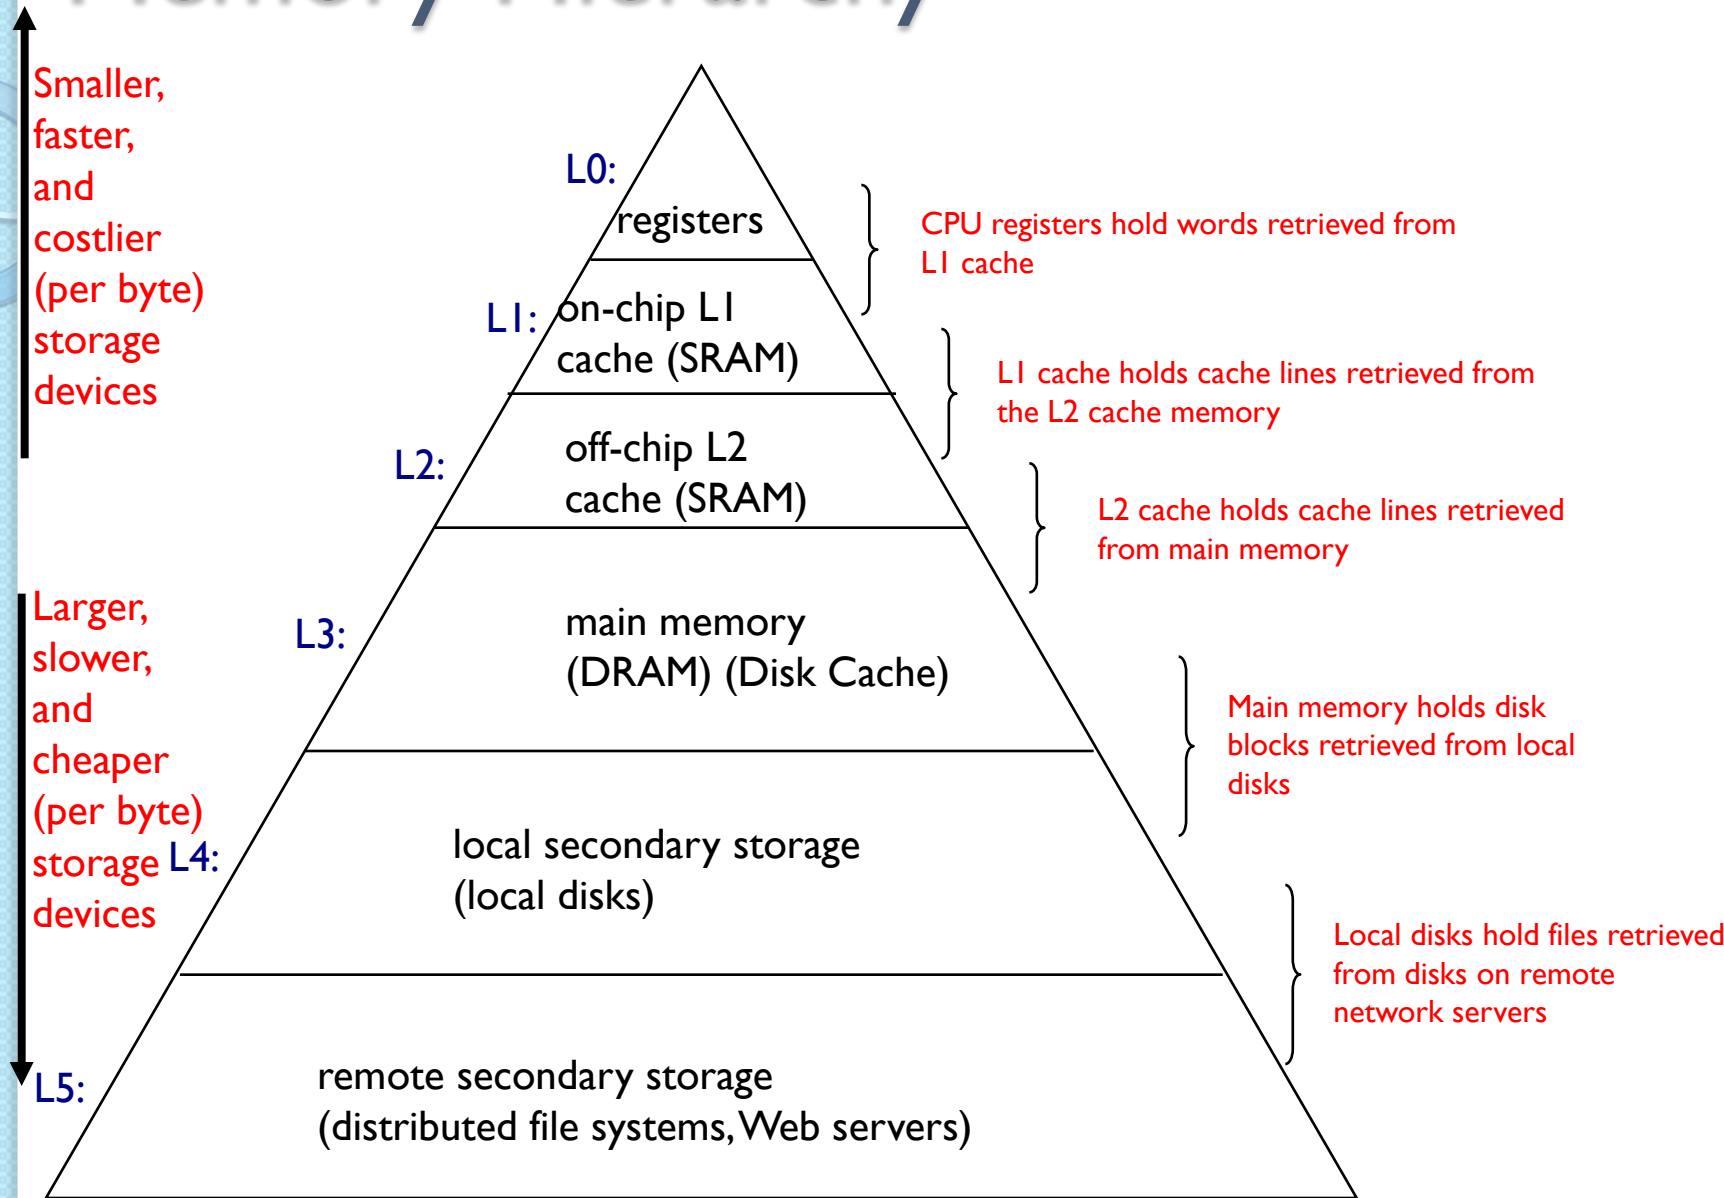 Memory Hierarchy
Smaller,
faster,
and
costlier
(per byte)
storage
devices
Larger,
slower,
and
cheaper
(per byte)
storage
devices
L0:
registers
CPU registers hold words retrieved from
L1 cache
L1:
on-chip L1
cache (SRAM)
L1 cache holds cache lines retrieved from
the L2 cache memory
L2:
off-chip L2
cache (SRAM)
L2 cache holds cache lines retrieved
from main memory
L3:
main memory
(DRAM) (Disk Cache)
Main memory holds disk
blocks retrieved from local
disks
L4:
local secondary storage
(local disks)
Local disks hold files retrieved
from disks on remote
network servers
L5:
remote secondary storage
(distributed file systems, Web servers)